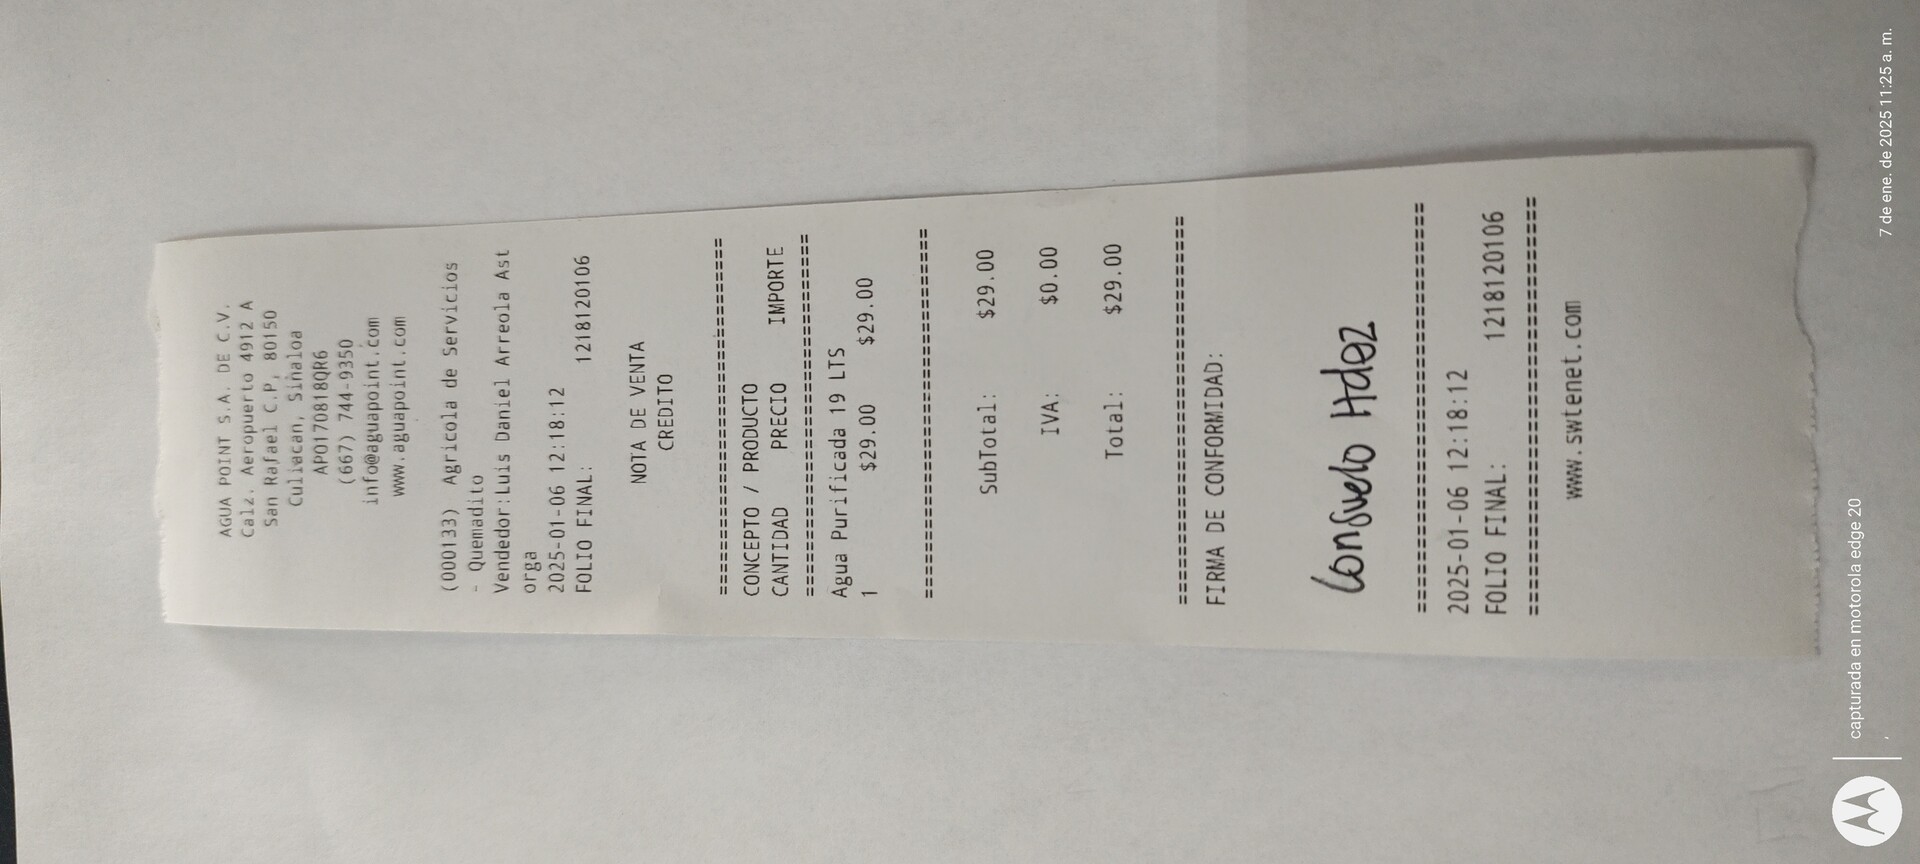 AGUA POINT S.A. DE C.V.
Calz. Aeropuerto 4912 A
San Rafael C.P, 80150
Culiacan, Sinaloa
APO170818QR6
(667) 744-9350
info@aguapoint.com
www.aguapoint.com
(000133) Agricola de Servicios
- Quemadito
Vendedor:Luis Daniel Arreola Ast
orga
2025-01-06 12:18:12
FOLIO FINAL: 1218120106
NOTA DE VENTA
CREDITO
================================
CONCEPTO / PRODUCTO
CANTIDAD PRECIO IMPORTE
================================
Agua Purificada 19 LTS
1 $29.00 $29.00
================================
SubTotal: $29.00
IVA: $0.00
Total: $29.00
================================
FIRMA DE CONFORMIDAD:
Consuelo Hdez
================================
2025-01-06 12:18:12
FOLIO FINAL: 1218120106
================================
www.swtenet.com
capturada en motorola edge 20
7 de ene. de 2025 11:25 a. m.